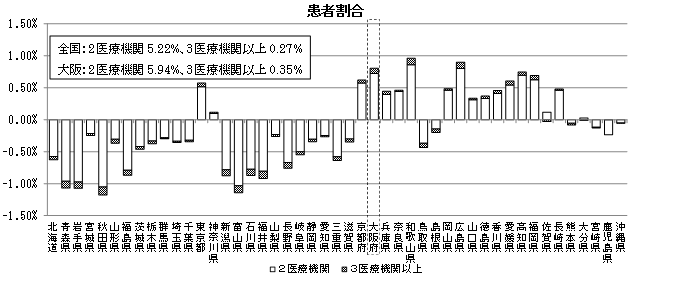 患者割合
1.50%
1.00%
0.50%
0.00%
-0.50%
-1.00%
-1.50%
全国：２医療機関 5.22%、３医療機関以上 0.27%
大阪：２医療機関 5.94%、３医療機関以上 0.35%
北海道
青森県
岩手県
宮城県
秋田県
山形県
福島県
茨城県
栃木県
群馬県
埼玉県
千葉県
東京都
神奈川県
新潟県
富山県
石川県
福井県
山梨県
長野県
岐阜県
静岡県
愛知県
三重県
滋賀県
京都府
大阪府
兵庫県
奈良県
和歌山県
鳥取県
島根県
岡山県
広島県
山口県
徳島県
香川県
愛媛県
高知県
福岡県
佐賀県
長崎県
熊本県
大分県
宮崎県
鹿児島県
沖縄県
２医療機関
３医療機関以上